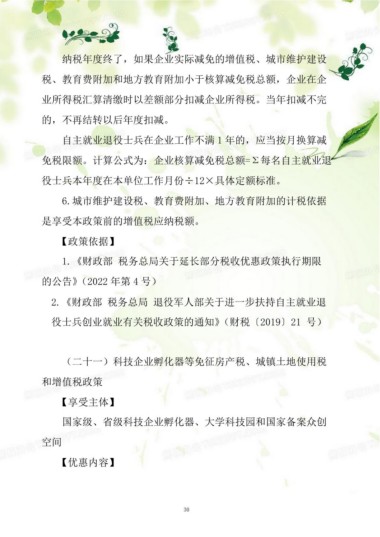 纳税年度终了，如果企业实际减免的增值税、城市维护建设
税、教育费附加和地方教育附加小于核算减免税总额，企业在企
业所得税汇算清缴时以差额部分扣减企业所得税。当年扣减不完
的，不再结转以后年度扣减。
自主就业退役士兵在企业工作不满1年的，应当按月换算减
免税限额。计算公式为：企业核算减免税总额=Σ每名自主就业退
役士兵本年度在本单位工作月份÷12×具体定额标准。
6.城市维护建设税、教育费附加、地方教育附加的计税依据
是享受本政策前的增值税应纳税额。
【政策依据】
1.《财政部 税务总局关于延长部分税收优惠政策执行期限
的公告》（2022年第4号）
2.《财政部 税务总局 退役军人部关于进一步扶持自主就业退
役士兵创业就业有关税收政策的通知》（财税〔2019〕21 号）
（二十一）科技企业孵化器等免征房产税、城镇土地使用税
和增值税政策
【享受主体】
国家级、省级科技企业孵化器、大学科技园和国家备案众创
空间
【优惠内容】